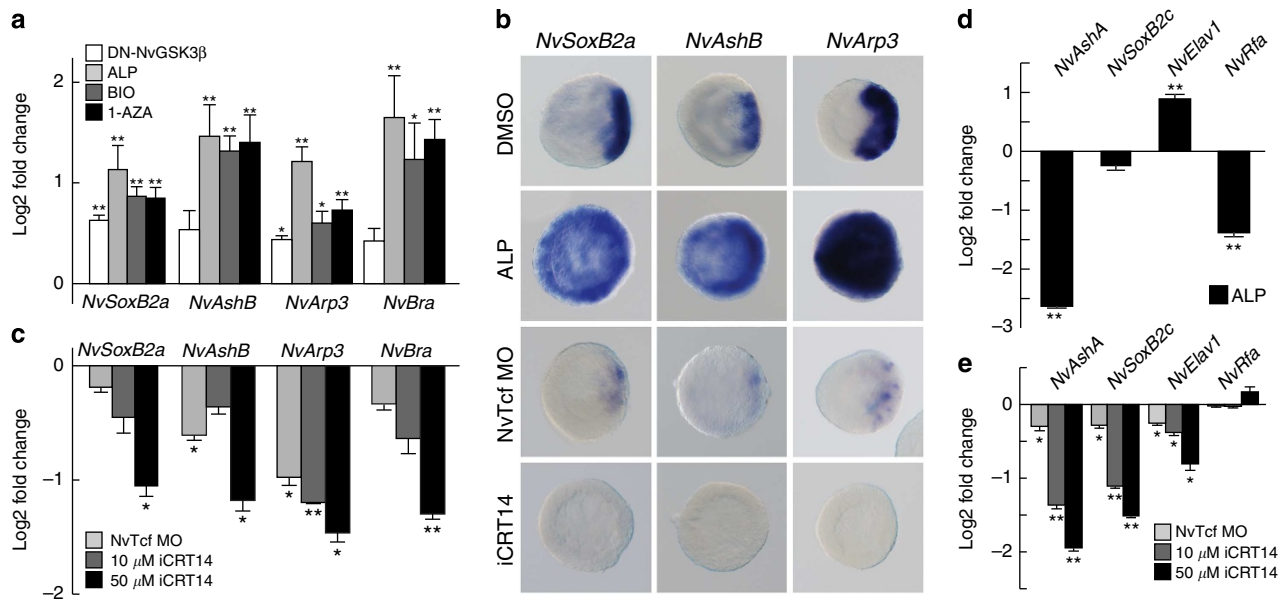 a
DN-NvGSK3β
ALP
BIO
1-AZA
Log2 fold change
2
1
0
** ** ** **
** ** **
* ** * **
** * **
NvSoxB2a NvAshB NvArp3 NvBra
b
NvSoxB2a NvAshB NvArp3
DMSO
ALP
NvTcf MO
iCRT14
c
NvSoxB2a NvAshB NvArp3 NvBra
Log2 fold change
0
−1
−2
*
* *
* ** *
**
NvTcf MO
10 μM iCRT14
50 μM iCRT14
d
NvAshA NvSoxB2c NvElav1 NvRfa
Log2 fold change
1
0
−1
−2
−3
**
**
**
ALP
e
NvAshA NvSoxB2c NvElav1 NvRfa
Log2 fold change
0
−1
−2
* ** **
* ** **
* * *
NvTcf MO
10 μM iCRT14
50 μM iCRT14